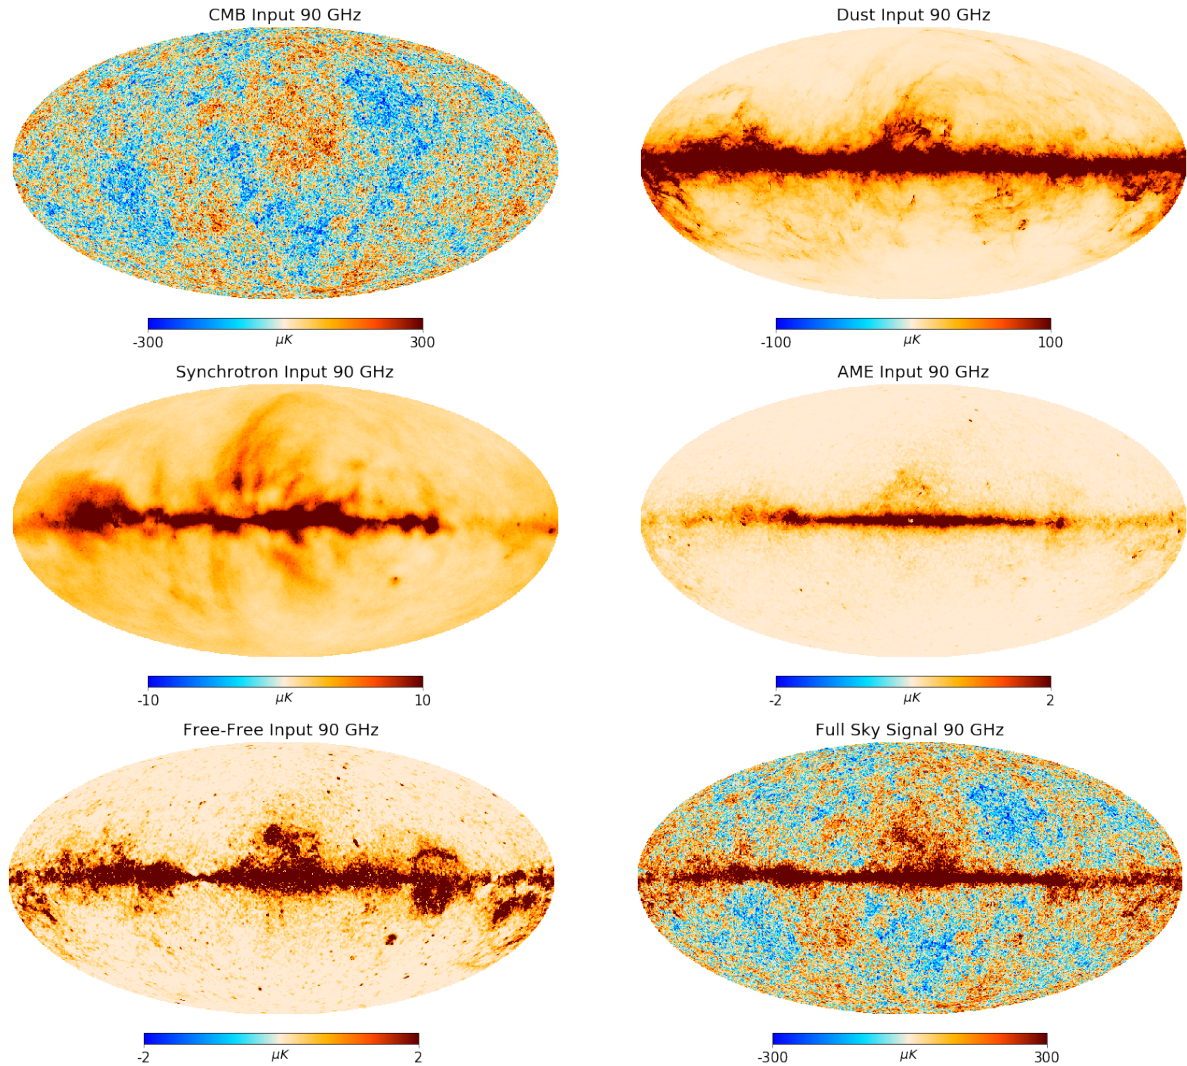 CMB Input 90 GHz
Dust Input 90 GHz
-300 μK 300
-100 μK 100
Synchrotron Input 90 GHz
AME Input 90 GHz
-10 μK 10
-2 μK 2
Free-Free Input 90 GHz
Full Sky Signal 90 GHz
-2 μK 2
-300 μK 300